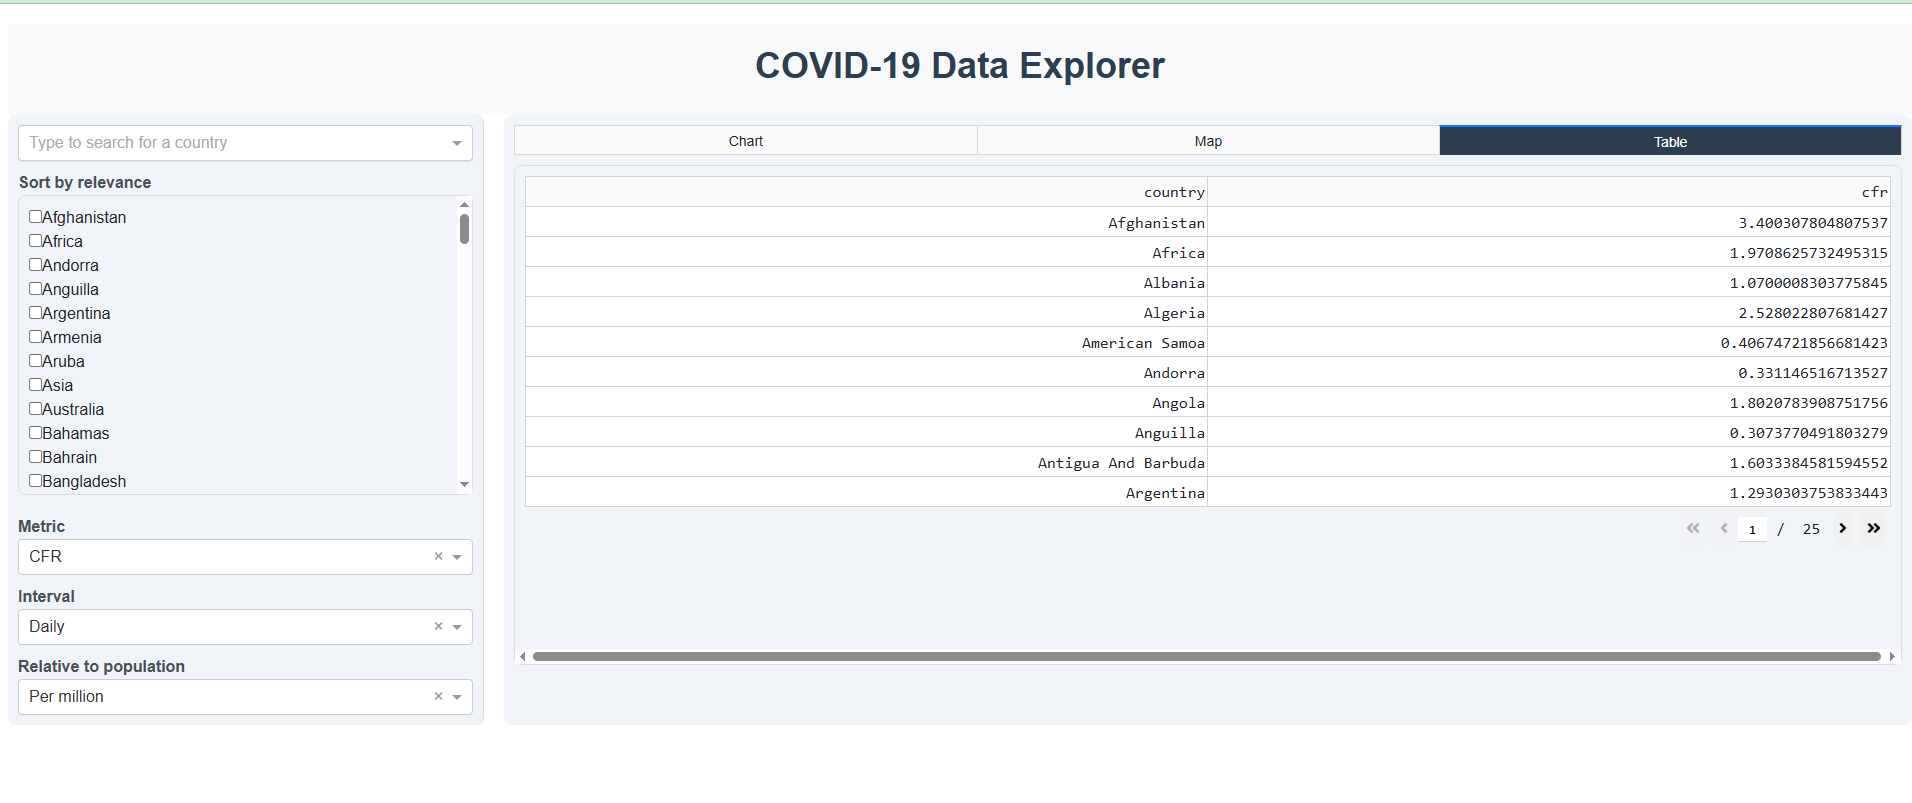 COVID-19 Data Explorer
Type to search for a country
Sort by relevance
Afghanistan
Africa
Andorra
Anguilla
Argentina
Armenia
Aruba
Asia
Australia
Bahamas
Bahrain
Bangladesh
Metric
CFR
Interval
Daily
Relative to population
Per million
Chart Map Table
country cfr
Afghanistan 3.400307804807537
Africa 1.9708625732495315
Albania 1.0700008303775845
Algeria 2.528022807681427
American Samoa 0.40674721856681423
Andorra 0.331146516713527
Angola 1.8020783908751756
Anguilla 0.3073770491803279
Antigua And Barbuda 1.6033384581594552
Argentina 1.2930303753833443
1 / 25